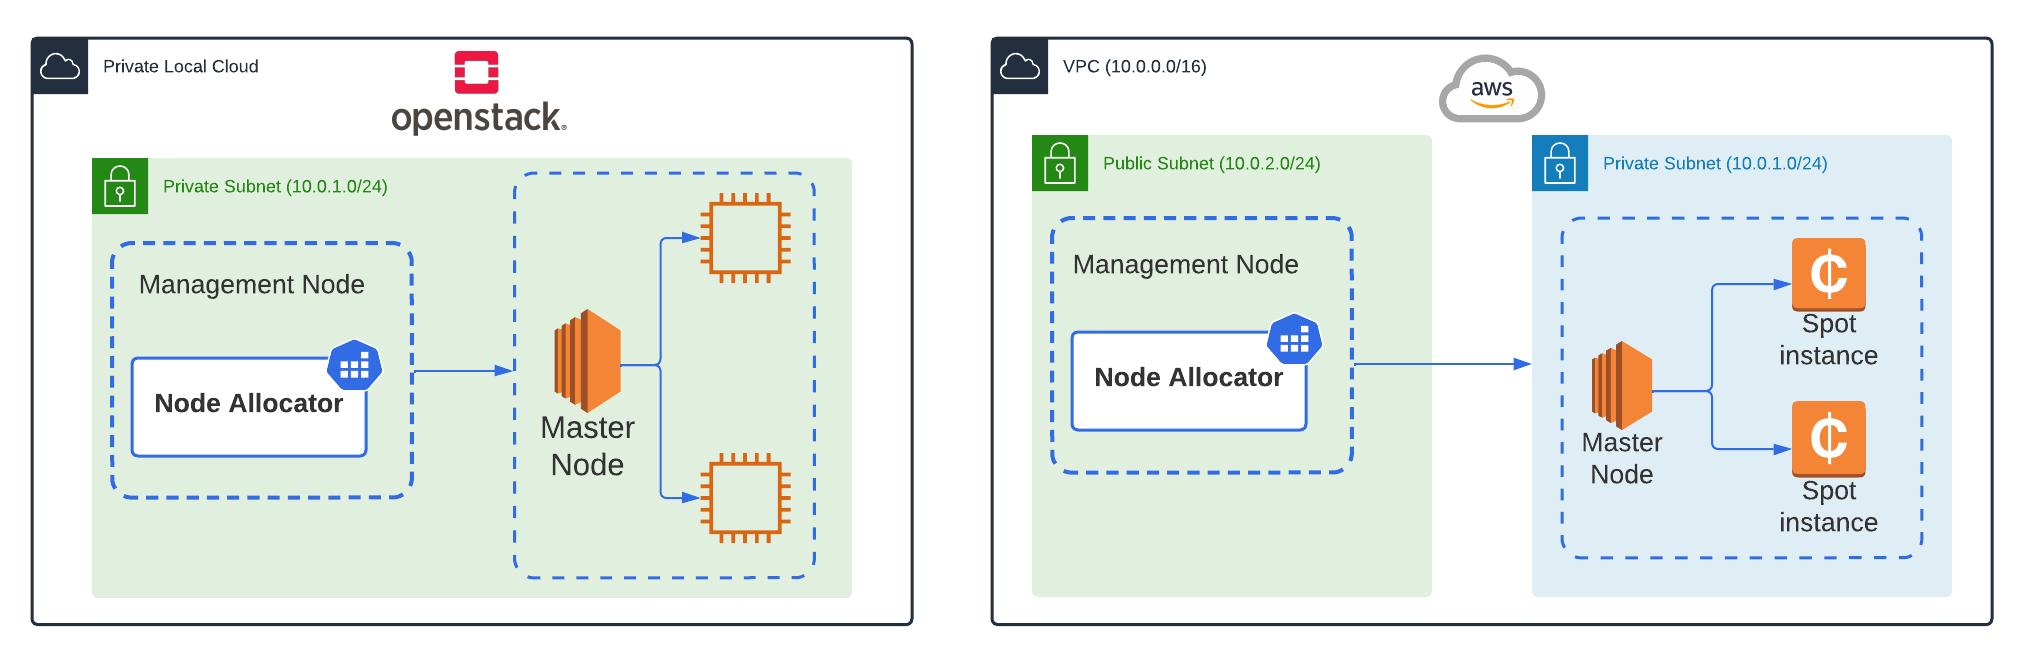 Private Local Cloud
openstack®
Private Subnet (10.0.1.0/24)
Management Node
Node Allocator
Master
Node
VPC (10.0.0.0/16)
aws
Public Subnet (10.0.2.0/24)
Management Node
Node Allocator
Private Subnet (10.0.1.0/24)
Master
Node
₵
Spot
instance
₵
Spot
instance